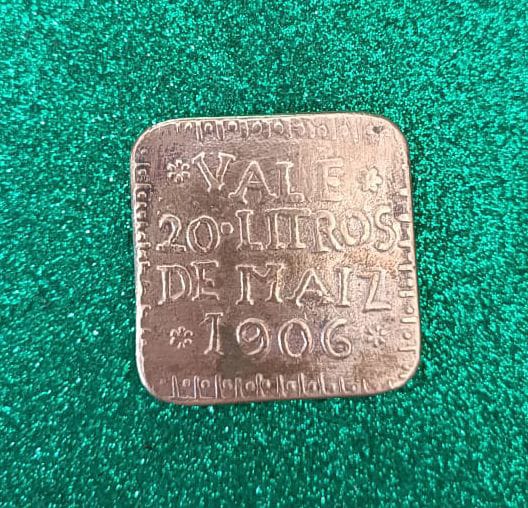 VALE
20·LITROS
DE MAIZ
1906